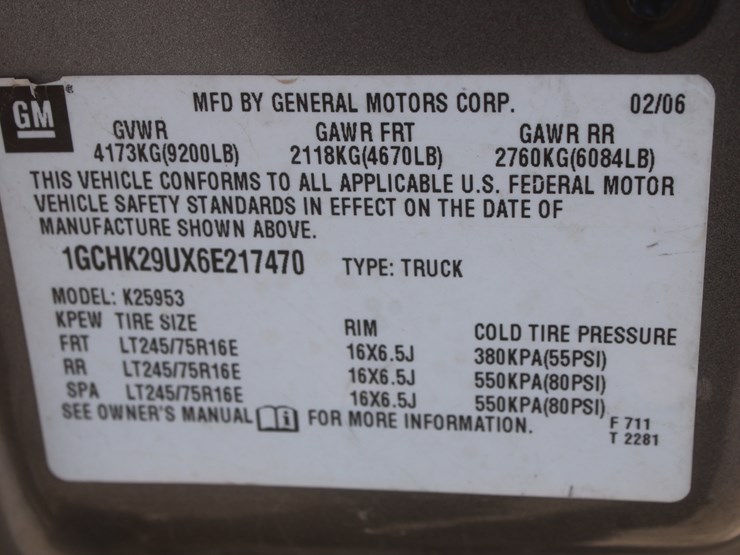 GM ®
MFD BY GENERAL MOTORS CORP. 02/06
GVWR GAWR FRT GAWR RR
4173KG(9200LB) 2118KG(4670LB) 2760KG(6084LB)
THIS VEHICLE CONFORMS TO ALL APPLICABLE U.S. FEDERAL MOTOR
VEHICLE SAFETY STANDARDS IN EFFECT ON THE DATE OF
MANUFACTURE SHOWN ABOVE.
1GCHK29UX6E217470 TYPE: TRUCK
MODEL: K25953
KPEW TIRE SIZE RIM COLD TIRE PRESSURE
FRT LT245/75R16E 16X6.5J 380KPA(55PSI)
RR LT245/75R16E 16X6.5J 550KPA(80PSI)
SPA LT245/75R16E 16X6.5J 550KPA(80PSI)
SEE OWNER'S MANUAL i FOR MORE INFORMATION.
F 711
T 2281